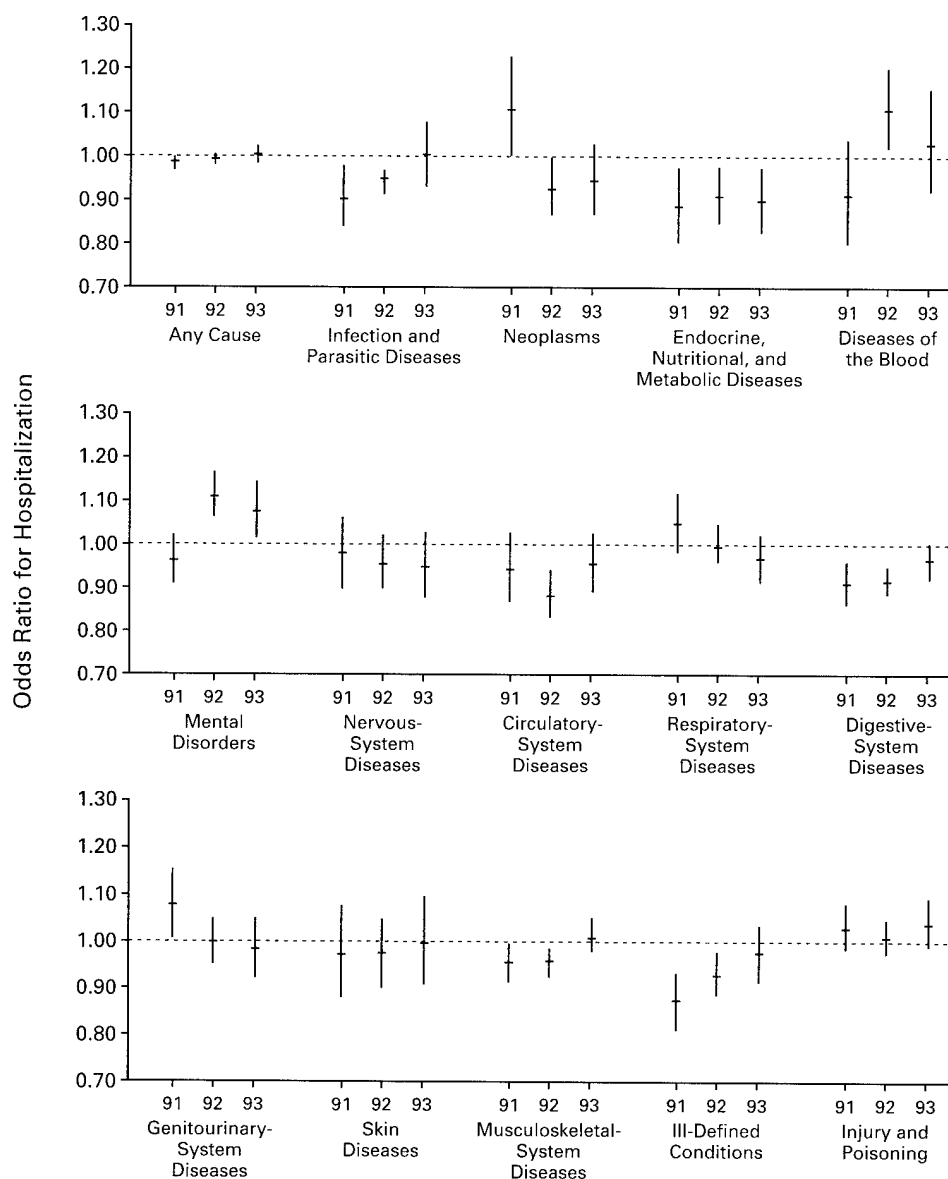 Odds Ratio for Hospitalization
1.30
1.20
1.10
1.00
0.90
0.80
0.70
91 92 93 91 92 93 91 92 93 91 92 93 91 92 93
Any Cause
Infection and
Parasitic Diseases
Neoplasms
Endocrine,
Nutritional, and
Metabolic Diseases
Diseases of
the Blood
1.30
1.20
1.10
1.00
0.90
0.80
0.70
91 92 93 91 92 93 91 92 93 91 92 93 91 92 93
Mental
Disorders
Nervous-
System
Diseases
Circulatory-
System
Diseases
Respiratory-
System
Diseases
Digestive-
System
Diseases
1.30
1.20
1.10
1.00
0.90
0.80
0.70
91 92 93 91 92 93 91 92 93 91 92 93 91 92 93
Genitourinary-
System
Diseases
Skin
Diseases
Musculoskeletal-
System
Diseases
Ill-Defined
Conditions
Injury and
Poisoning